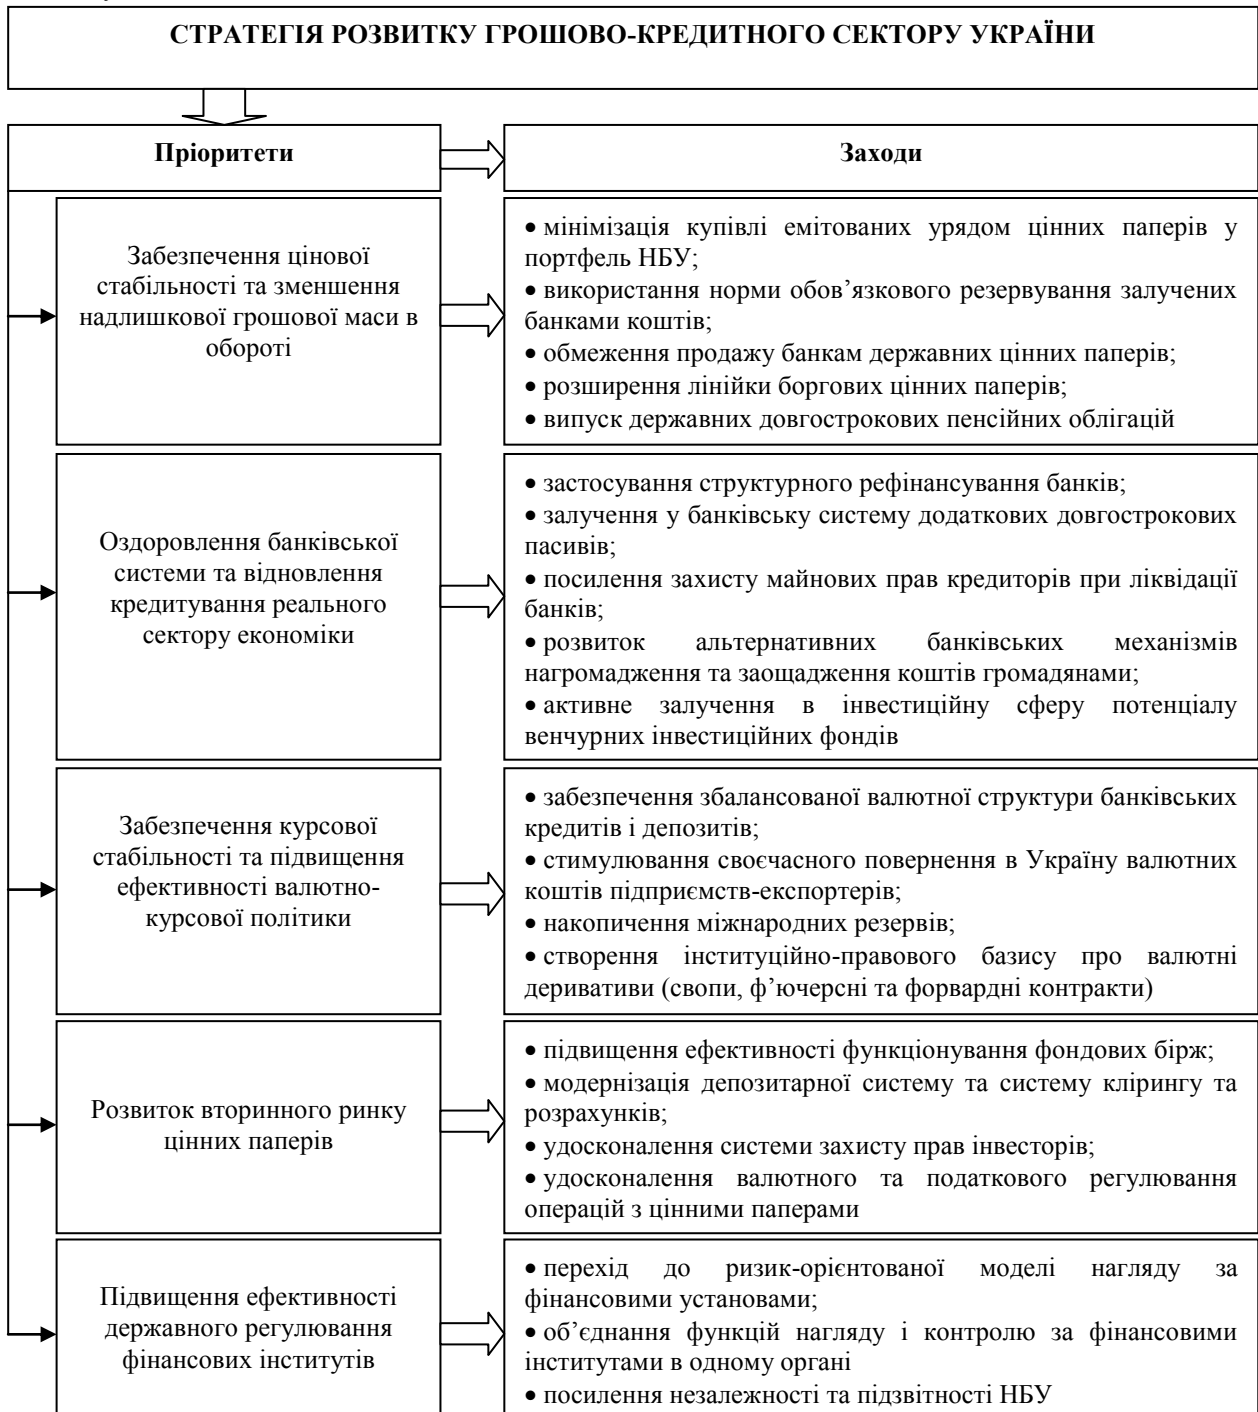 СТРАТЕГІЯ РОЗВИТКУ ГРОШОВО-КРЕДИТНОГО СЕКТОРУ УКРАЇНИ
Пріоритети
Заходи
Забезпечення цінової
стабільності та зменшення
надлишкової грошової маси в
обороті
• мінімізація купівлі емітованих урядом цінних паперів у
портфель НБУ;
• використання норми обов’язкового резервування залучених
банками коштів;
• обмеження продажу банкам державних цінних паперів;
• розширення лінійки боргових цінних паперів;
• випуск державних довгострокових пенсійних облігацій
Оздоровлення банківської
системи та відновлення
кредитування реального
сектору економіки
• застосування структурного рефінансування банків;
• залучення у банківську систему додаткових довгострокових
пасивів;
• посилення захисту майнових прав кредиторів при ліквідації
банків;
• розвиток альтернативних банківських механізмів
нагромадження та заощадження коштів громадянами;
• активне залучення в інвестиційну сферу потенціалу
венчурних інвестиційних фондів
Забезпечення курсової
стабільності та підвищення
ефективності валютно-
курсової політики
• забезпечення збалансованої валютної структури банківських
кредитів і депозитів;
• стимулювання своєчасного повернення в Україну валютних
коштів підприємств-експортерів;
• накопичення міжнародних резервів;
• створення інституційно-правового базису про валютні
деривативи (свопи, ф’ючерсні та форвардні контракти)
Розвиток вторинного ринку
цінних паперів
• підвищення ефективності функціонування фондових бірж;
• модернізація депозитарної систему та систему клірингу та
розрахунків;
• удосконалення системи захисту прав інвесторів;
• удосконалення валютного та податкового регулювання
операцій з цінними паперами
Підвищення ефективності
державного регулювання
фінансових інститутів
• перехід до ризик-орієнтованої моделі нагляду за
фінансовими установами;
• об’єднання функцій нагляду і контролю за фінансовими
інститутами в одному органі
• посилення незалежності та підзвітності НБУ